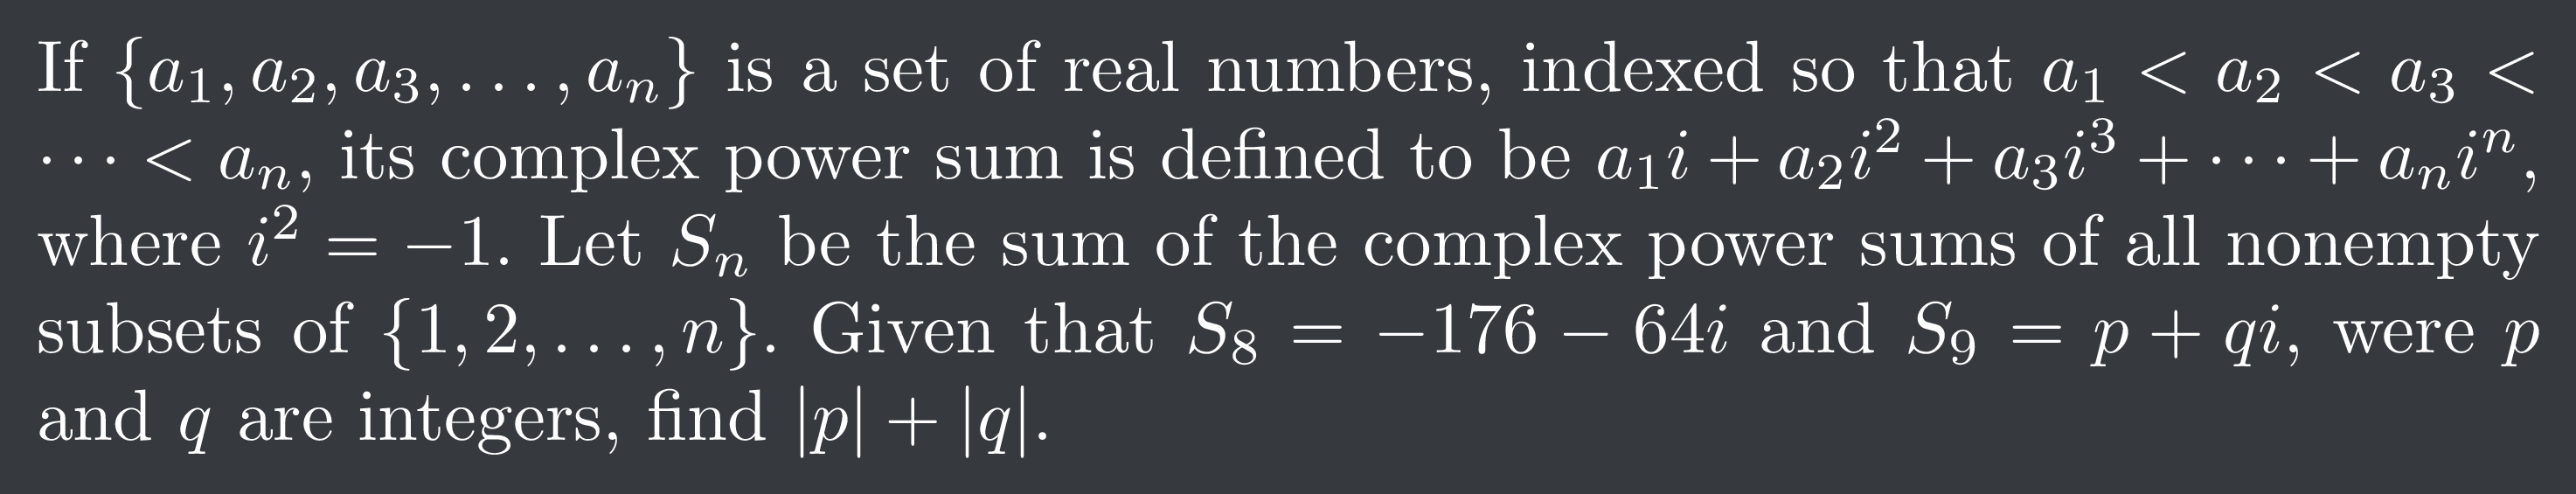 If {a₁, a₂, a₃, . . . , aₙ} is a set of real numbers, indexed so that a₁ < a₂ < a₃ <
· · · < aₙ, its complex power sum is defined to be a₁i + a₂i² + a₃i³ + · · · + aₙiⁿ,
where i² = −1. Let Sₙ be the sum of the complex power sums of all nonempty
subsets of {1, 2, . . . , n}. Given that S₈ = −176 − 64i and S₉ = p + qi, were p
and q are integers, find |p| + |q|.